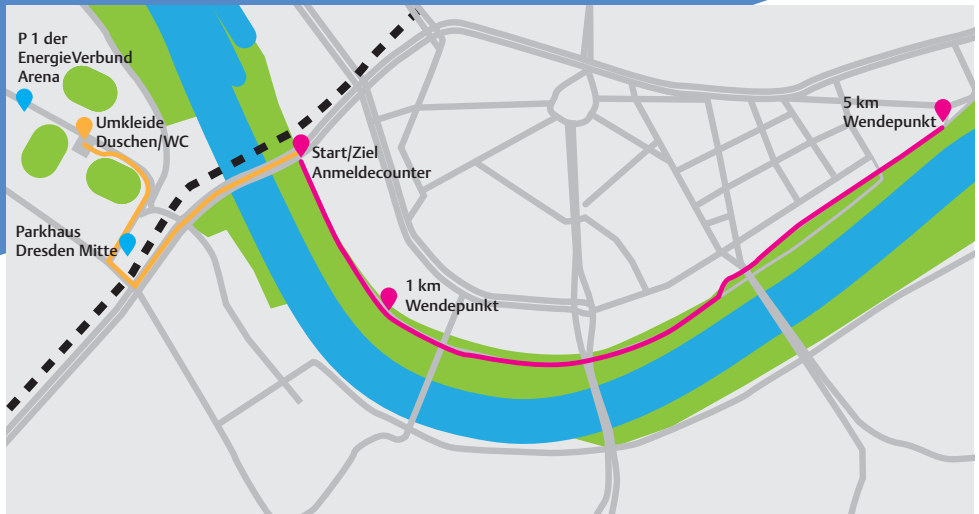 P 1 der
EnergieVerbund
Arena
Umkleide
Duschen/WC
Start/Ziel
Anmeldecounter
5 km
Wendepunkt
Parkhaus
Dresden Mitte
1 km
Wendepunkt